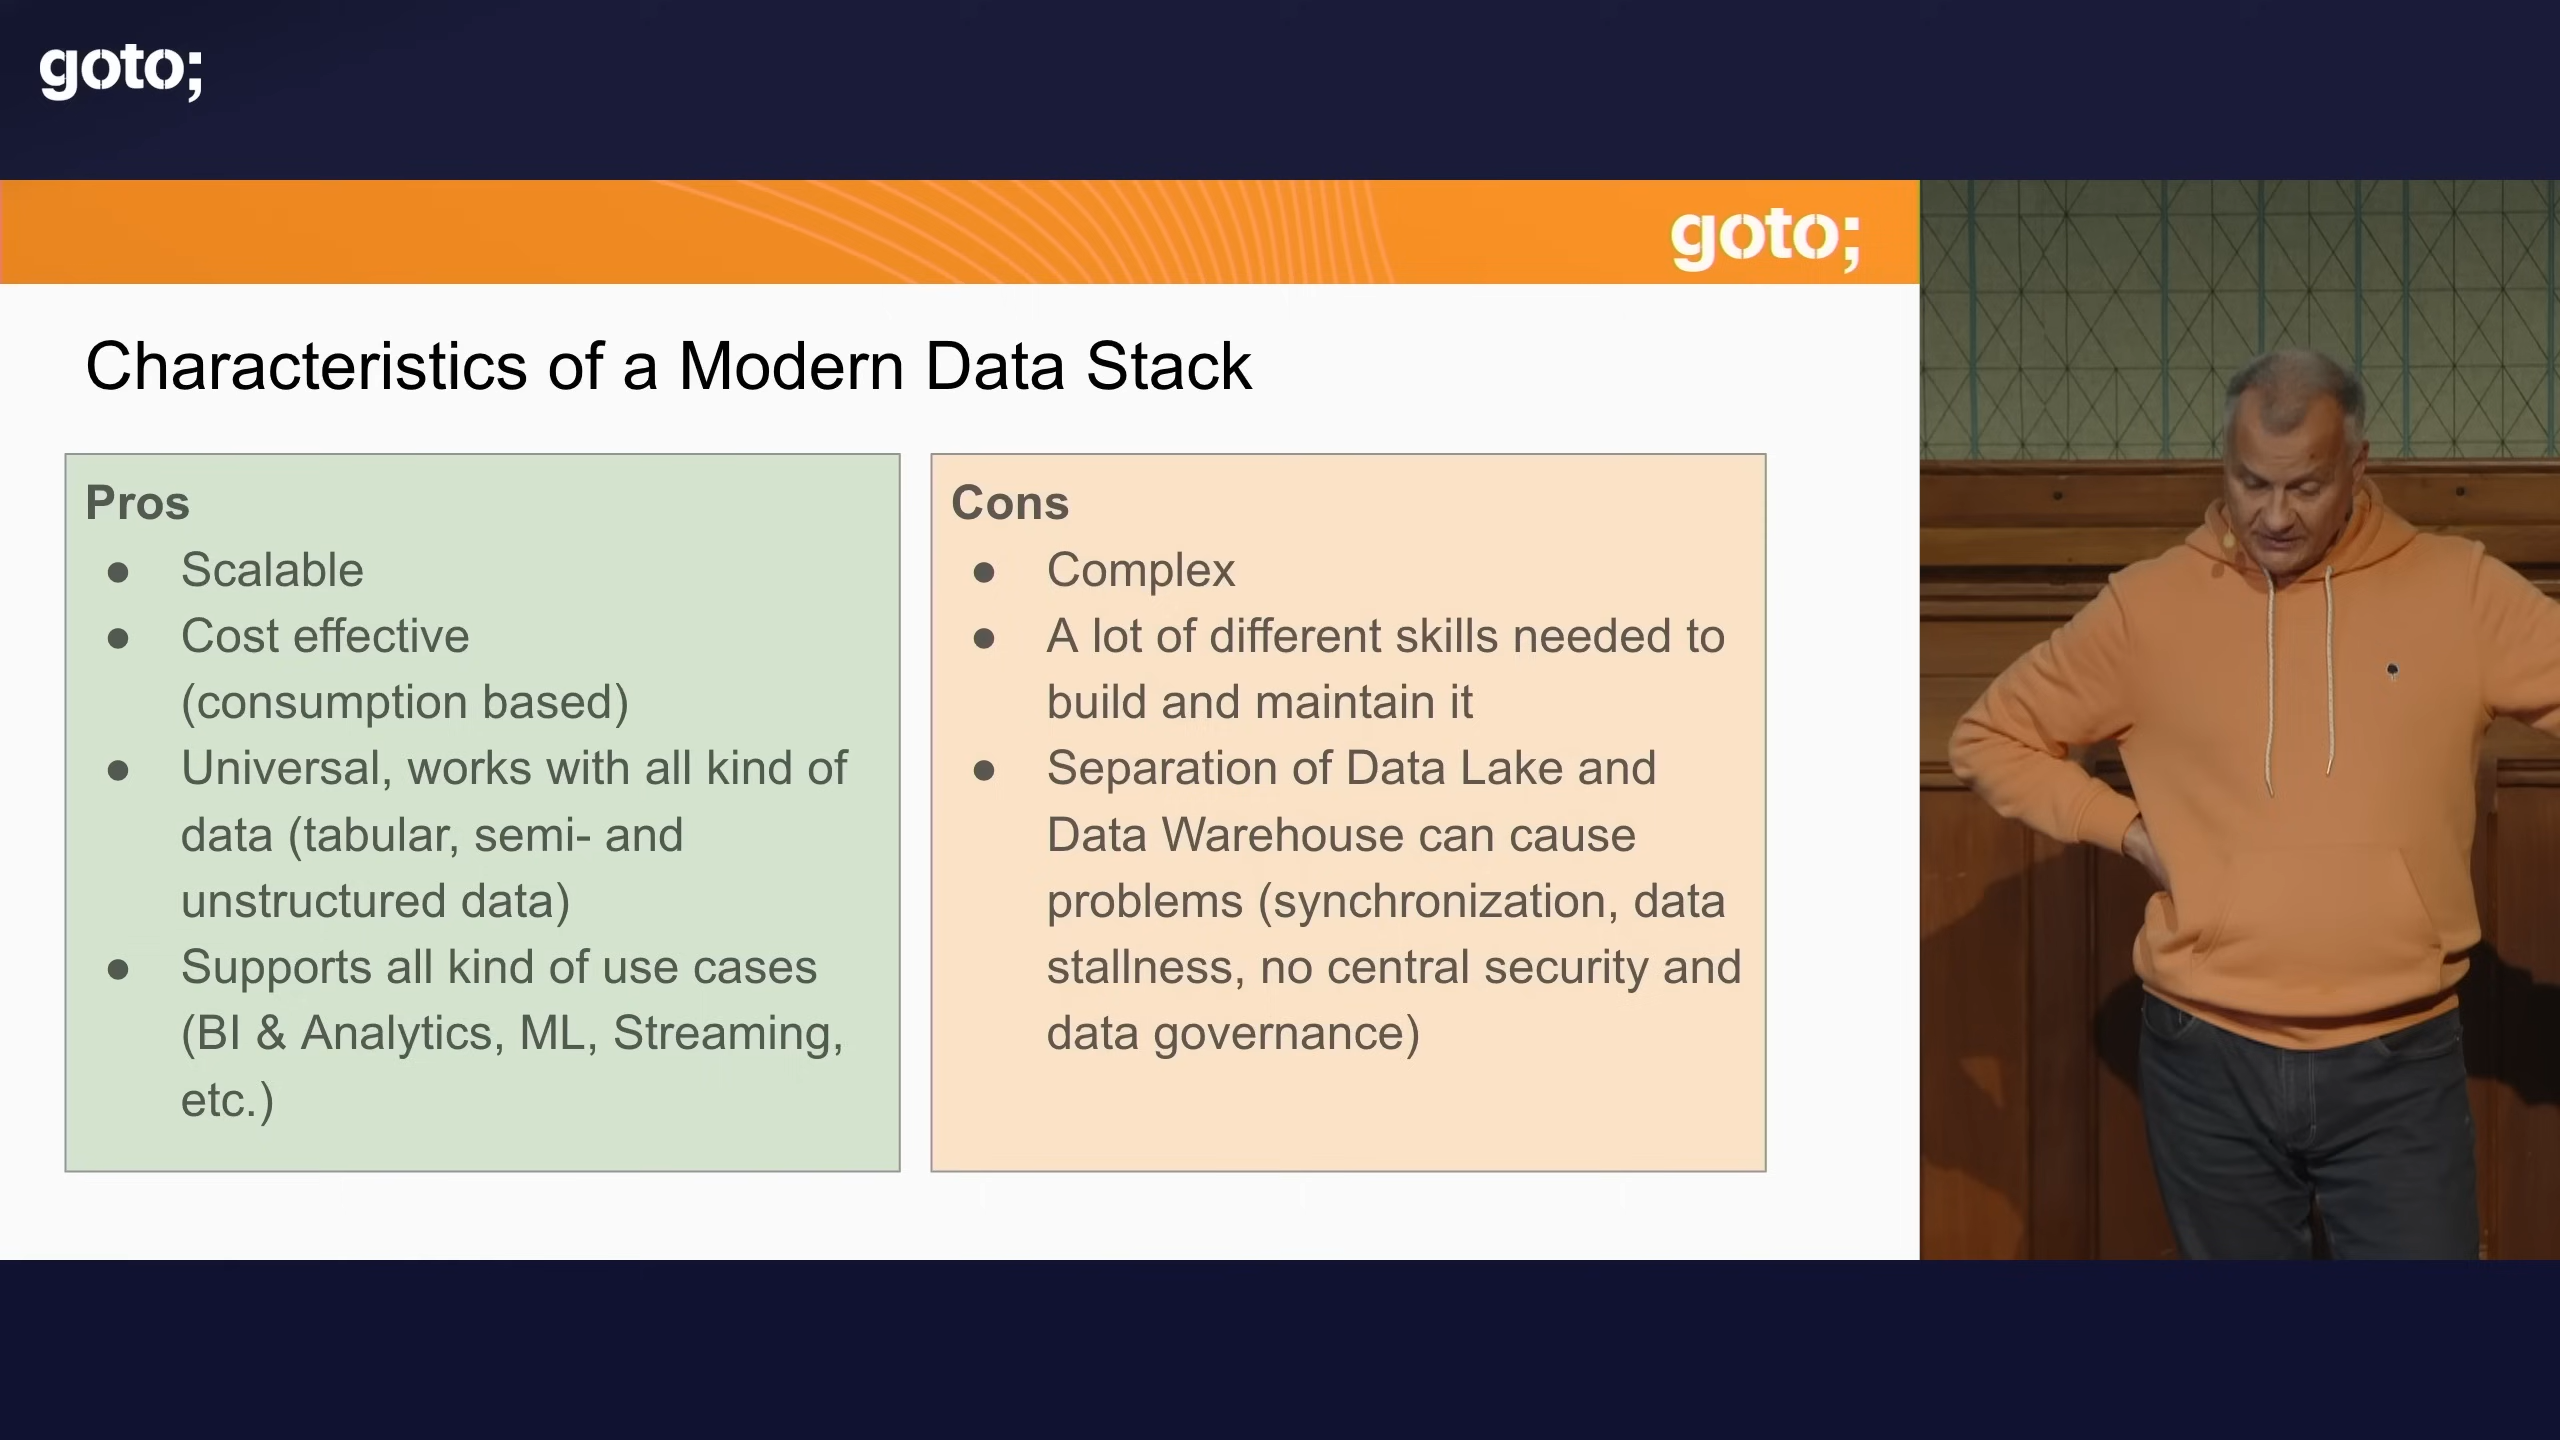 goto;
goto;
Characteristics of a Modern Data Stack
Pros
● Scalable
● Cost effective
(consumption based)
● Universal, works with all kind of
data (tabular, semi- and
unstructured data)
● Supports all kind of use cases
(BI & Analytics, ML, Streaming,
etc.)
Cons
● Complex
● A lot of different skills needed to
build and maintain it
● Separation of Data Lake and
Data Warehouse can cause
problems (synchronization, data
stallness, no central security and
data governance)